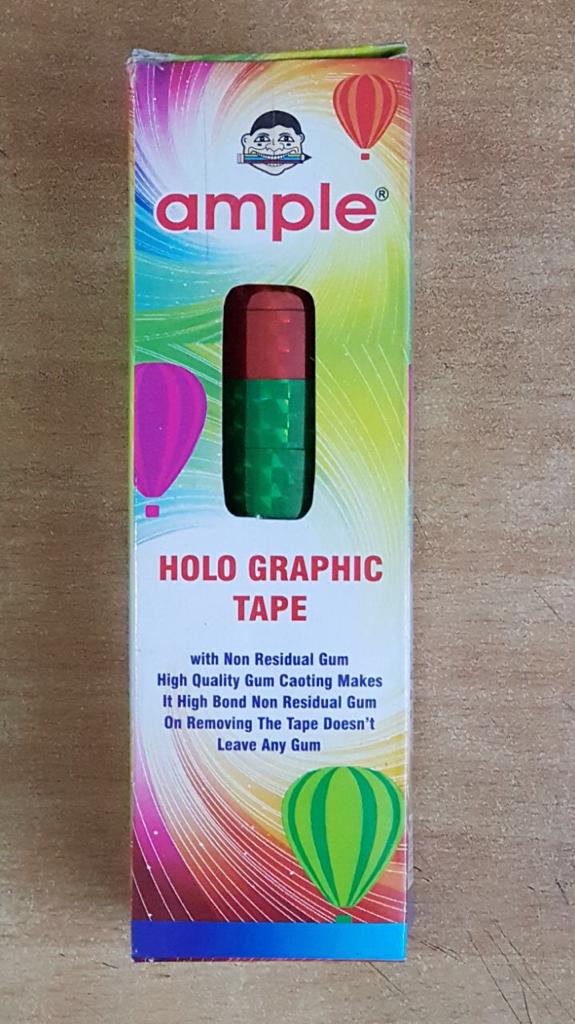 ample®
HOLO GRAPHIC
TAPE
with Non Residual Gum
High Quality Gum Caoting Makes
It High Bond Non Residual Gum
On Removing The Tape Doesn't
Leave Any Gum